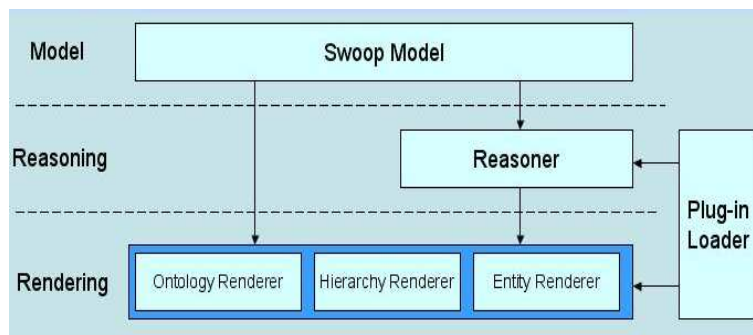 Model
Swoop Model
Reasoning
Reasoner
Plug-in
Loader
Rendering
Ontology Renderer
Hierarchy Renderer
Entity Renderer